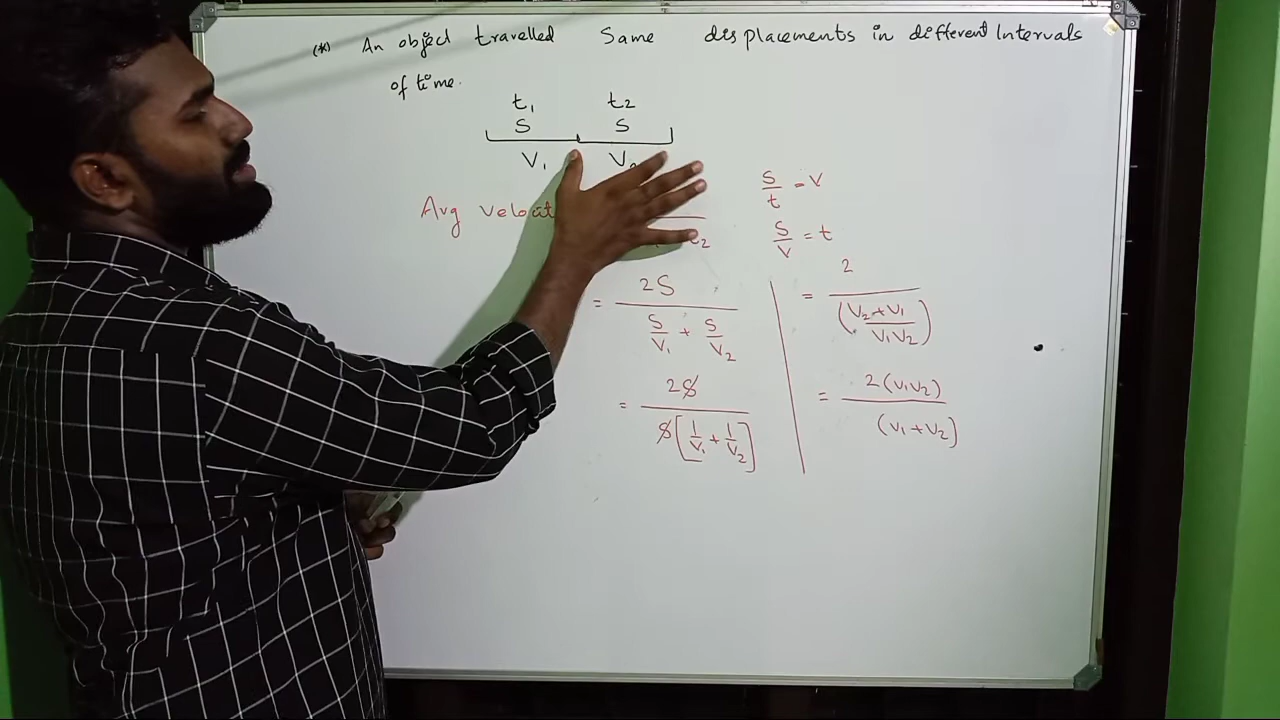 (*) An object travelled Same displacements in different Intervals
of time.
t₁ t₂
S S
V₁ V₂
Avg
S/t = V
S/V = t
= 2S / (S/V₁ + S/V₂)
= 2S / S[1/V₁ + 1/V₂]
= 2 / ((V₂+V₁)/V₁V₂)
= 2(V₁V₂) / (V₁+V₂)